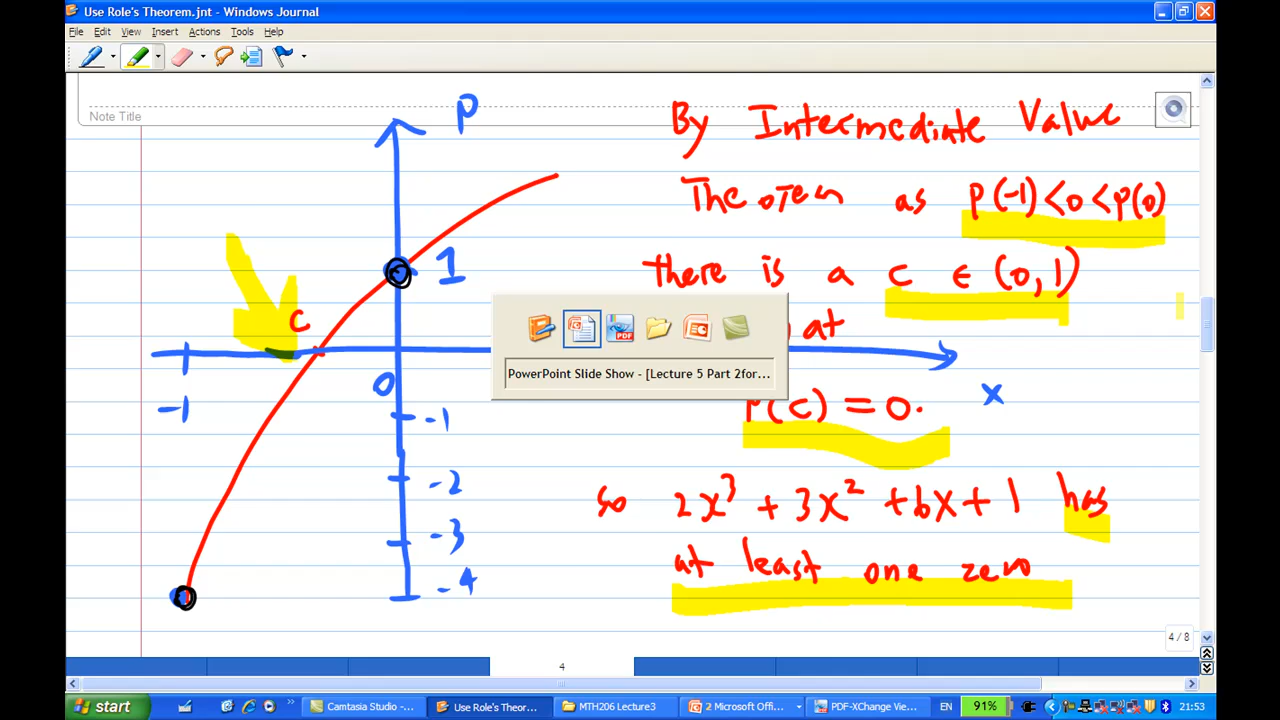 Use Role's Theorem.jnt - Windows Journal
File Edit View Insert Actions Tools Help
Note Title
P
By Intermediate Value
Theorem as P(-1)<0<P(0)
there is a c ∈ (0,1)
1
c
at
PowerPoint Slide Show - [Lecture 5 Part 2for...
0
x
-1
-1
P(c) = 0.
-2
so 2x³ + 3x² + 6x + 1 has
-3
at least one zero
-4
4 / 8
4
start
Camtasia Studio - ...
Use Role's Theore...
MTH206 Lecture3
2 Microsoft Offi...
PDF-XChange Vie...
EN
91%
21:53